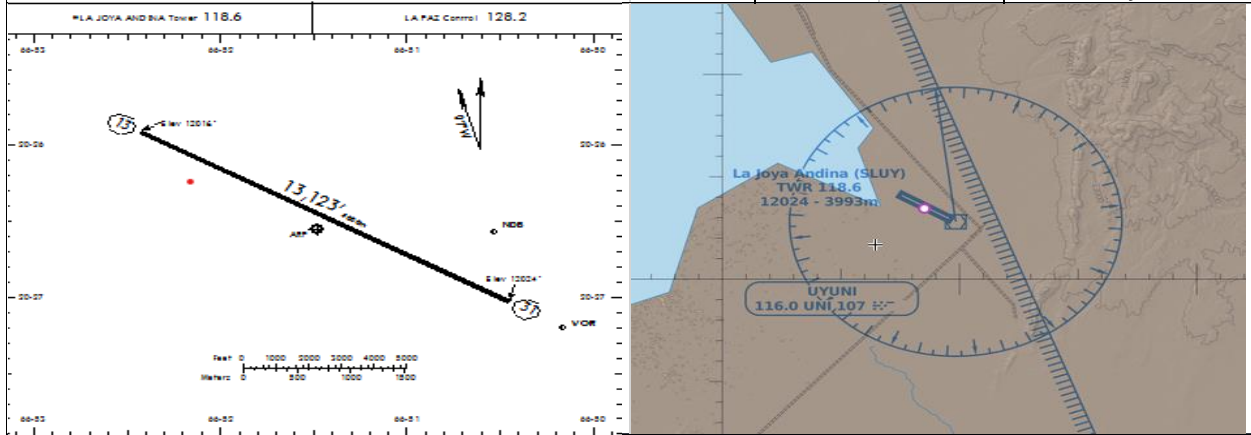 *LA JOYA ANDINA Tower 118.6
LA PAZ Control 128.2
66-53
66-52
66-51
66-50
13
Elev 12016'
20-26
20-26
13,123'
ARP
NDB
Elev 12024'
20-27
20-27
31
VOR
Feet 0 1000 2000 3000 4000 5000
Meters 0 500 1000 1500
66-53
66-52
66-51
66-50
La Joya Andina (SLUY)
TWR 118.6
12024 - 3993m
UYUNI
116.0 UNI 107